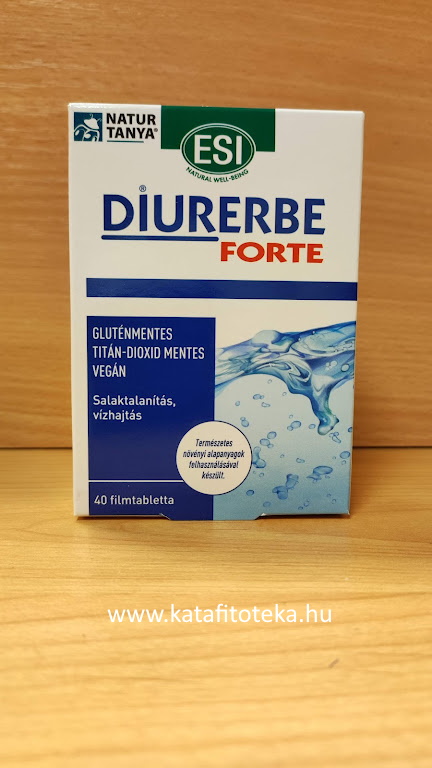 NATUR
TANYA®
ESI
NATURAL WELL-BEING
DIURERBE®
FORTE
GLUTÉNMENTES
TITÁN-DIOXID MENTES
VEGÁN
Salaktalanítás,
vízhajtás
Természetes
növényi alapanyagok
felhasználásával
készült.
40 filmtabletta
www.katafitoteka.hu